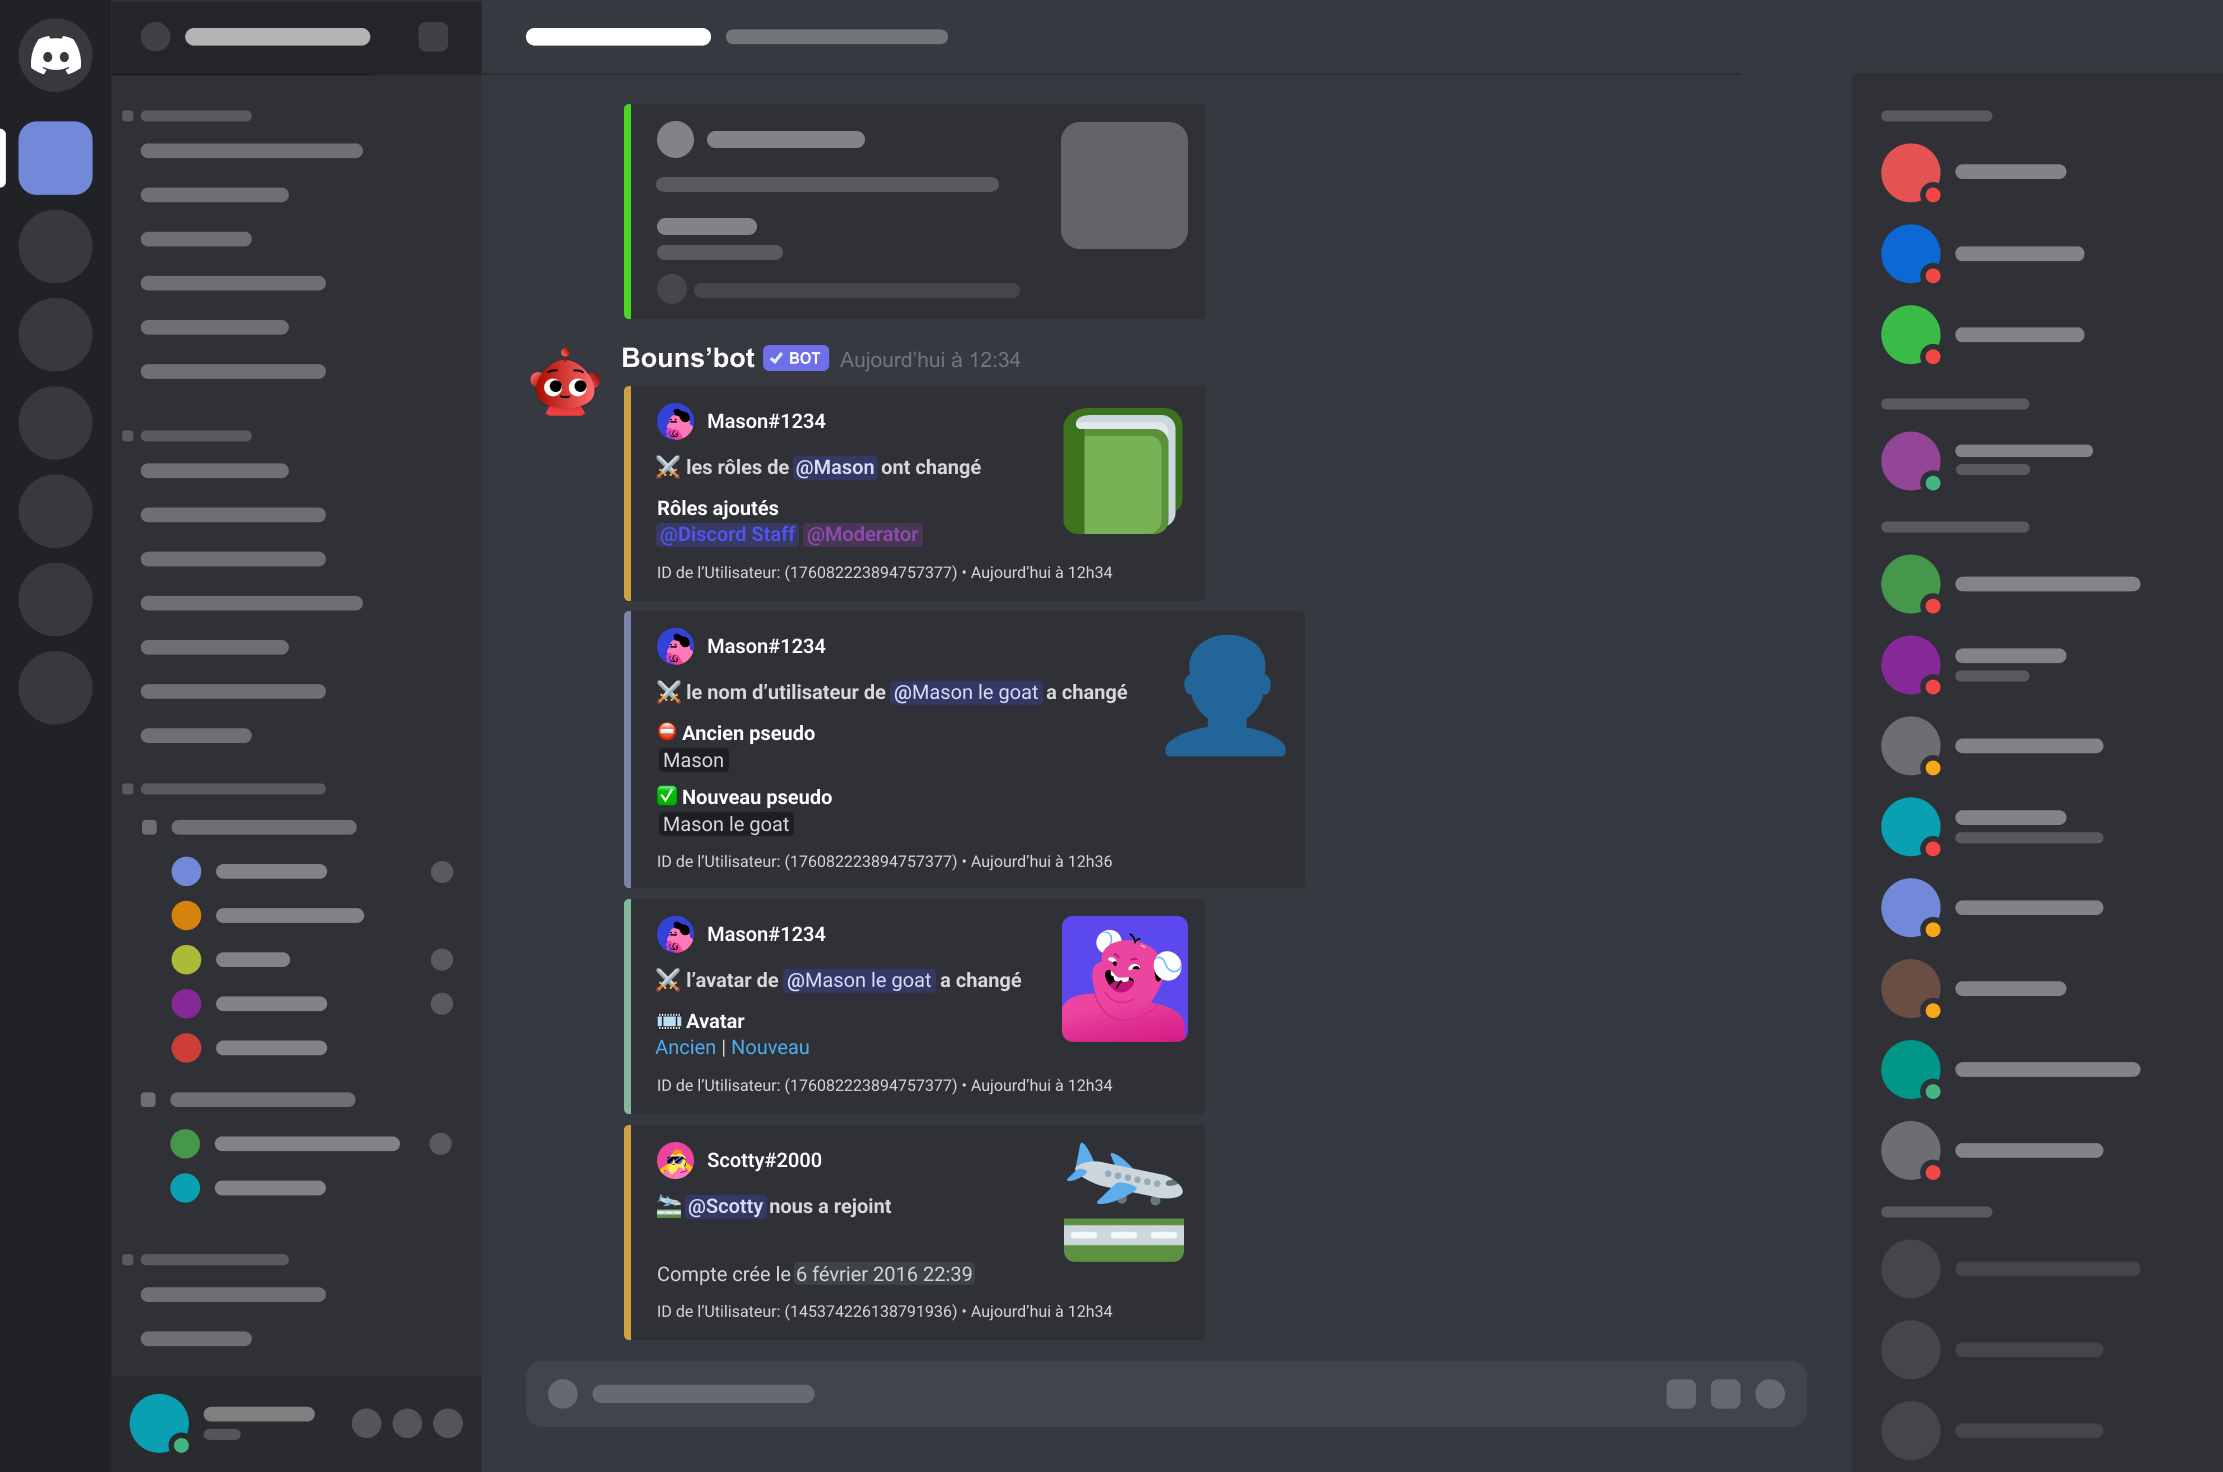 Bouns’bot BOT Aujourd’hui à 12:34
Mason#1234
les rôles de @Mason ont changé
Rôles ajoutés
@Discord Staff @Moderator
ID de l’Utilisateur: (176082223894757377) • Aujourd’hui à 12h34
Mason#1234
le nom d’utilisateur de @Mason le goat a changé
Ancien pseudo
Mason
Nouveau pseudo
Mason le goat
ID de l’Utilisateur: (176082223894757377) • Aujourd’hui à 12h36
Mason#1234
l’avatar de @Mason le goat a changé
Avatar
Ancien | Nouveau
ID de l’Utilisateur: (176082223894757377) • Aujourd’hui à 12h34
Scotty#2000
@Scotty nous a rejoint
Compte crée le 6 février 2016 22:39
ID de l’Utilisateur: (145374226138791936) • Aujourd’hui à 12h34